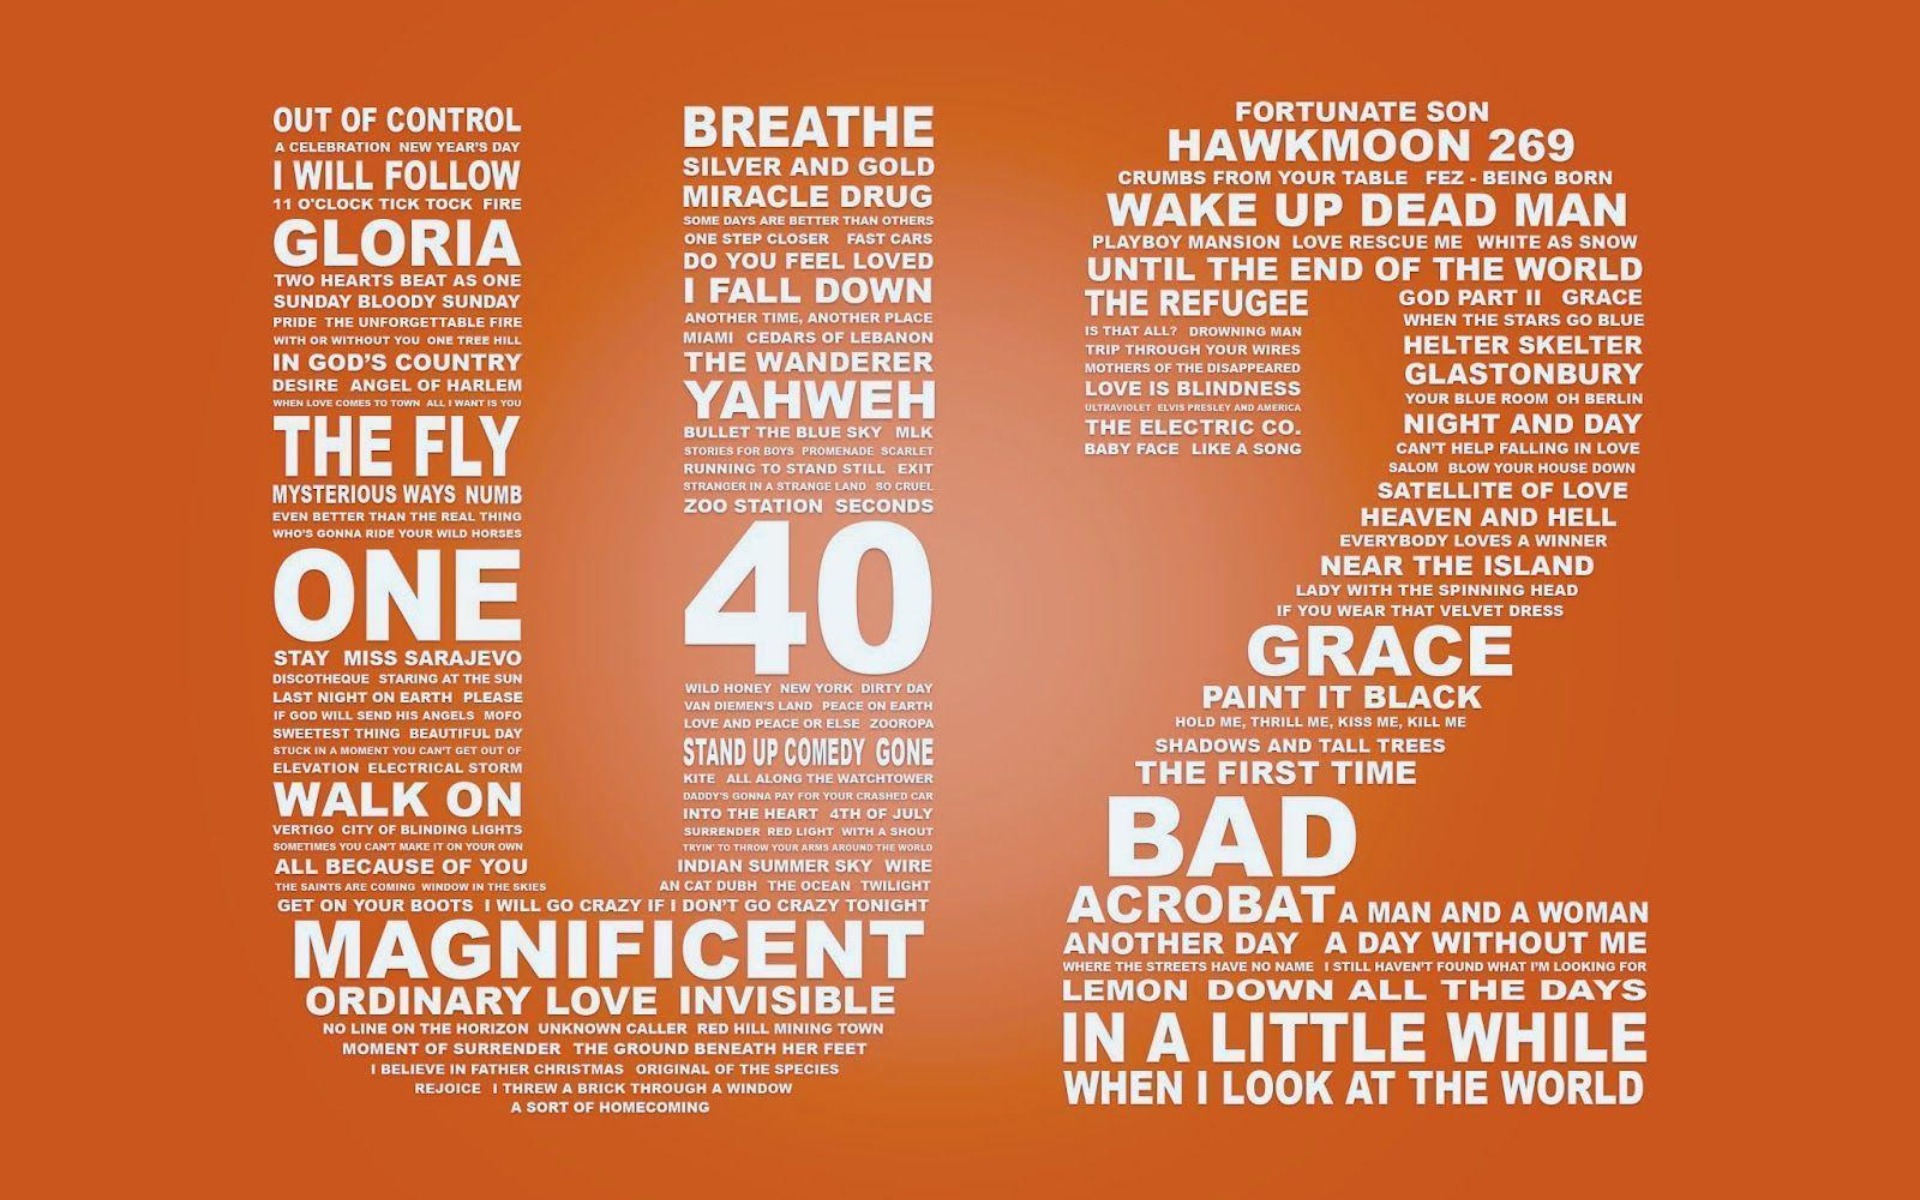 OUT OF CONTROL
A CELEBRATION NEW YEAR'S DAY
I WILL FOLLOW
11 O'CLOCK TICK TOCK FIRE
GLORIA
TWO HEARTS BEAT AS ONE
SUNDAY BLOODY SUNDAY
PRIDE THE UNFORGETTABLE FIRE
WITH OR WITHOUT YOU ONE TREE HILL
IN GOD'S COUNTRY
DESIRE ANGEL OF HARLEM
WHEN LOVE COMES TO TOWN ALL I WANT IS YOU
THE FLY
MYSTERIOUS WAYS NUMB
EVEN BETTER THAN THE REAL THING
WHO'S GONNA RIDE YOUR WILD HORSES
ONE
STAY MISS SARAJEVO
DISCOTHEQUE STARING AT THE SUN
LAST NIGHT ON EARTH PLEASE
IF GOD WILL SEND HIS ANGELS MOFO
SWEETEST THING BEAUTIFUL DAY
STUCK IN A MOMENT YOU CAN'T GET OUT OF
ELEVATION ELECTRICAL STORM
WALK ON
VERTIGO CITY OF BLINDING LIGHTS
SOMETIMES YOU CAN'T MAKE IT ON YOUR OWN
ALL BECAUSE OF YOU
THE SAINTS ARE COMING WINDOW IN THE SKIES
BREATHE
SILVER AND GOLD
MIRACLE DRUG
SOME DAYS ARE BETTER THAN OTHERS
ONE STEP CLOSER FAST CARS
DO YOU FEEL LOVED
I FALL DOWN
ANOTHER TIME, ANOTHER PLACE
MIAMI CEDARS OF LEBANON
THE WANDERER
YAHWEH
BULLET THE BLUE SKY MLK
STORIES FOR BOYS PROMENADE SCARLET
RUNNING TO STAND STILL EXIT
STRANGER IN A STRANGE LAND SO CRUEL
ZOO STATION SECONDS
40
WILD HONEY NEW YORK DIRTY DAY
VAN DIEMEN'S LAND PEACE ON EARTH
LOVE AND PEACE OR ELSE ZOOROPA
STAND UP COMEDY GONE
KITE ALL ALONG THE WATCHTOWER
DADDY'S GONNA PAY FOR YOUR CRASHED CAR
INTO THE HEART 4TH OF JULY
SURRENDER RED LIGHT WITH A SHOUT
TRYIN' TO THROW YOUR ARMS AROUND THE WORLD
INDIAN SUMMER SKY WIRE
AN CAT DUBH THE OCEAN TWILIGHT
GET ON YOUR BOOTS I WILL GO CRAZY IF I DON'T GO CRAZY TONIGHT
MAGNIFICENT
ORDINARY LOVE INVISIBLE
NO LINE ON THE HORIZON UNKNOWN CALLER RED HILL MINING TOWN
MOMENT OF SURRENDER THE GROUND BENEATH HER FEET
I BELIEVE IN FATHER CHRISTMAS ORIGINAL OF THE SPECIES
REJOICE I THREW A BRICK THROUGH A WINDOW
A SORT OF HOMECOMING
FORTUNATE SON
HAWKMOON 269
CRUMBS FROM YOUR TABLE FEZ - BEING BORN
WAKE UP DEAD MAN
PLAYBOY MANSION LOVE RESCUE ME WHITE AS SNOW
UNTIL THE END OF THE WORLD
THE REFUGEE
IS THAT ALL? DROWNING MAN
TRIP THROUGH YOUR WIRES
MOTHERS OF THE DISAPPEARED
LOVE IS BLINDNESS
ULTRAVIOLET ELVIS PRESLEY AND AMERICA
THE ELECTRIC CO.
BABY FACE LIKE A SONG
GOD PART II GRACE
WHEN THE STARS GO BLUE
HELTER SKELTER
GLASTONBURY
YOUR BLUE ROOM OH BERLIN
NIGHT AND DAY
CAN'T HELP FALLING IN LOVE
SALOM BLOW YOUR HOUSE DOWN
SATELLITE OF LOVE
HEAVEN AND HELL
EVERYBODY LOVES A WINNER
NEAR THE ISLAND
LADY WITH THE SPINNING HEAD
IF YOU WEAR THAT VELVET DRESS
GRACE
PAINT IT BLACK
HOLD ME, THRILL ME, KISS ME, KILL ME
SHADOWS AND TALL TREES
THE FIRST TIME
BAD
ACROBAT A MAN AND A WOMAN
ANOTHER DAY A DAY WITHOUT ME
WHERE THE STREETS HAVE NO NAME I STILL HAVEN'T FOUND WHAT I'M LOOKING FOR
LEMON DOWN ALL THE DAYS
IN A LITTLE WHILE
WHEN I LOOK AT THE WORLD